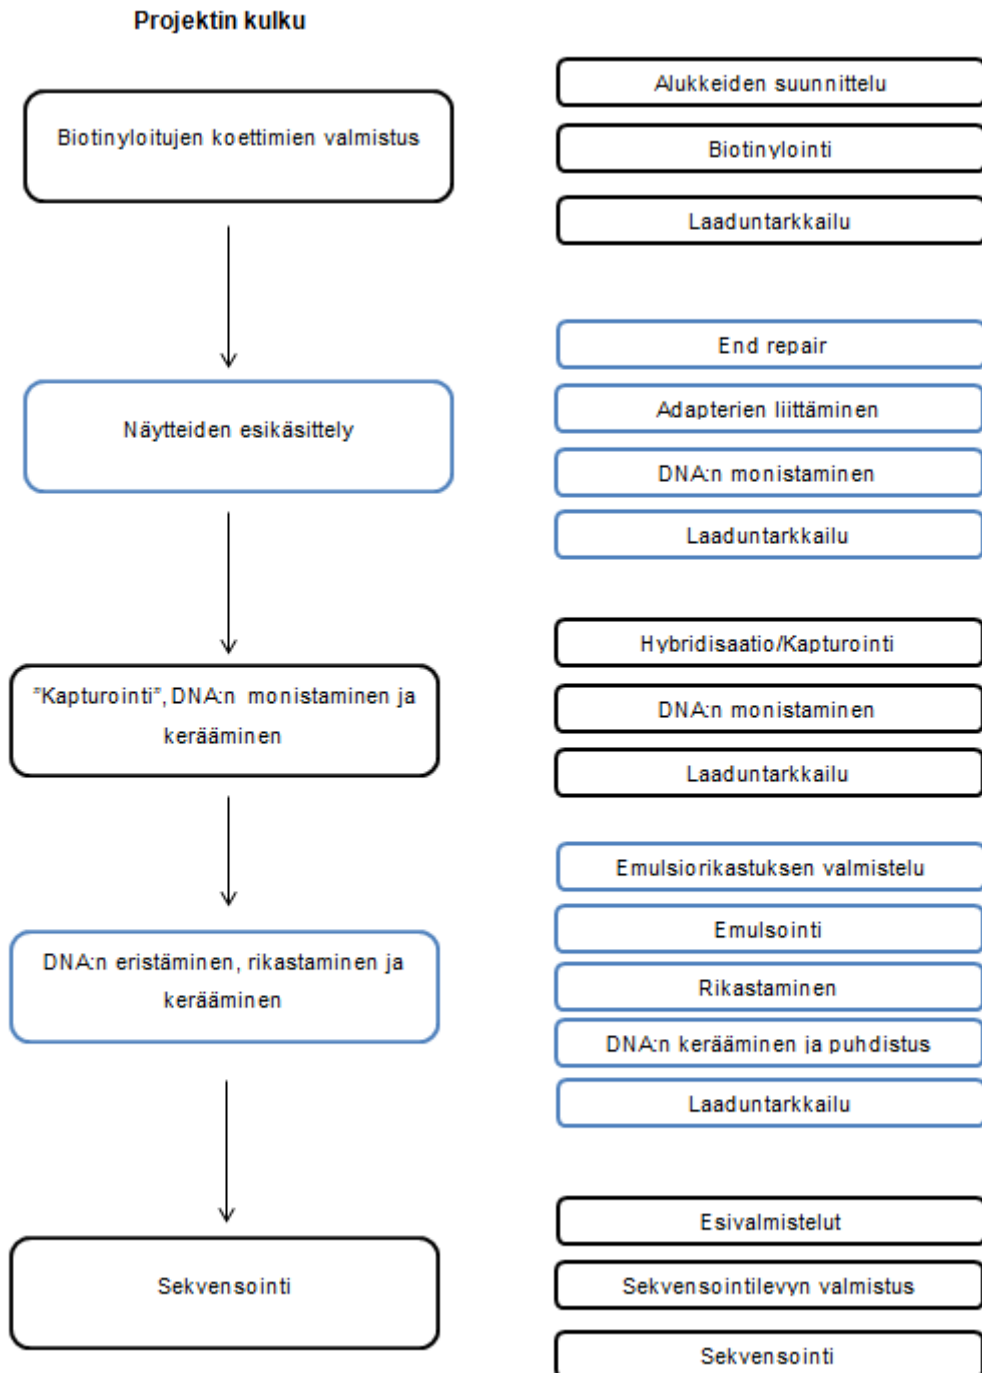 Projektin kulku
Biotinyloitujen koettimien valmistus
Alukkeiden suunnittelu
Biotinylointi
Laaduntarkkailu
Näytteiden esikäsittely
End repair
Adapterien liittäminen
DNA:n monistaminen
Laaduntarkkailu
"Kapturointi", DNA:n monistaminen ja
kerääminen
Hybridisaatio/Kapturointi
DNA:n monistaminen
Laaduntarkkailu
DNA:n eristäminen, rikastaminen ja
kerääminen
Emulsiorikastuksen valmistelu
Emulsointi
Rikastaminen
DNA:n kerääminen ja puhdistus
Laaduntarkkailu
Sekvensointi
Esivalmistelut
Sekvensointilevyn valmistus
Sekvensointi